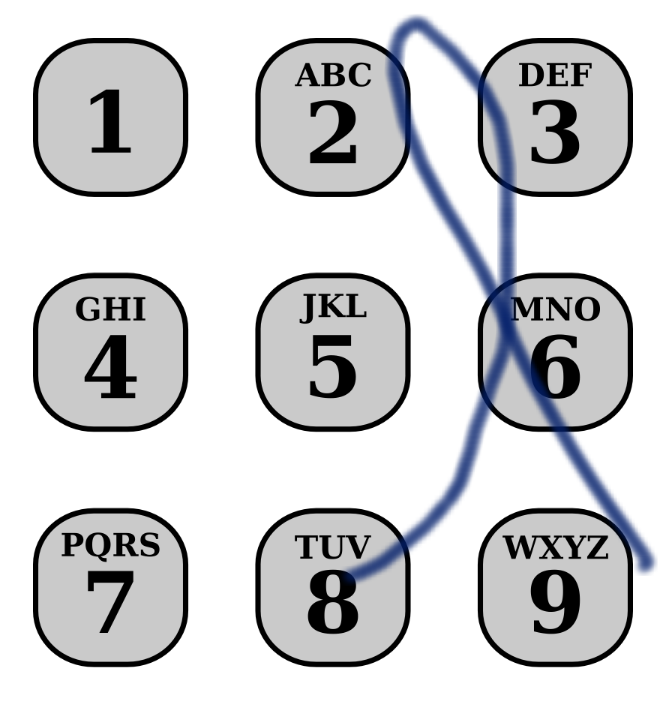 1 ABC 2 DEF 3
GHI 4 JKL 5 MNO 6
PQRS 7 TUV 8 WXYZ 9